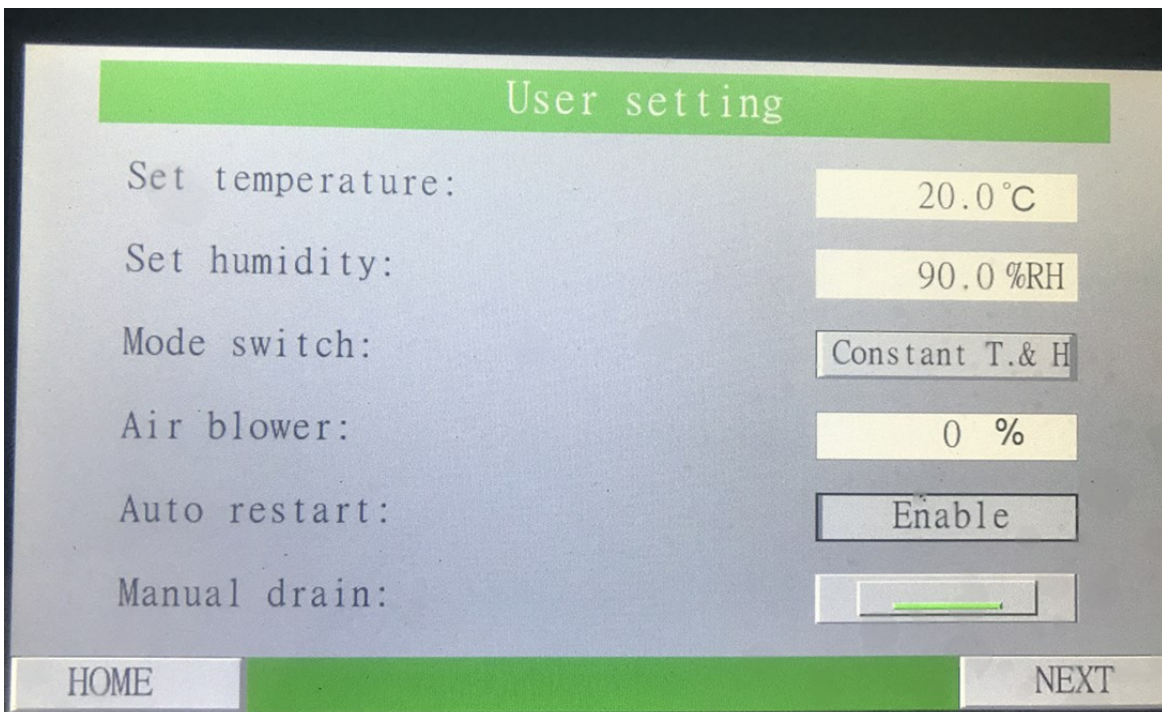 User setting
Set temperature: 20.0℃
Set humidity: 90.0 %RH
Mode switch: Constant T.& H
Air blower: 0 %
Auto restart: Enable
Manual drain:
HOME NEXT